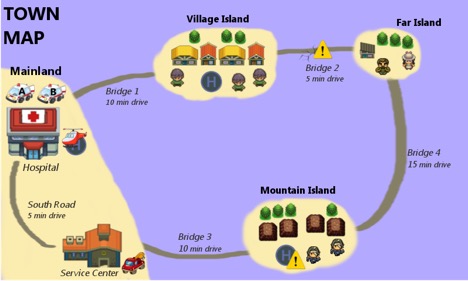 TOWN
MAP
Village Island
Far Island
Mainland
A
B
H
Bridge 1
10 min drive
Bridge 2
5 min drive
H
Hospital
Bridge 4
15 min drive
South Road
5 min drive
Mountain Island
Bridge 3
10 min drive
H
Service Center